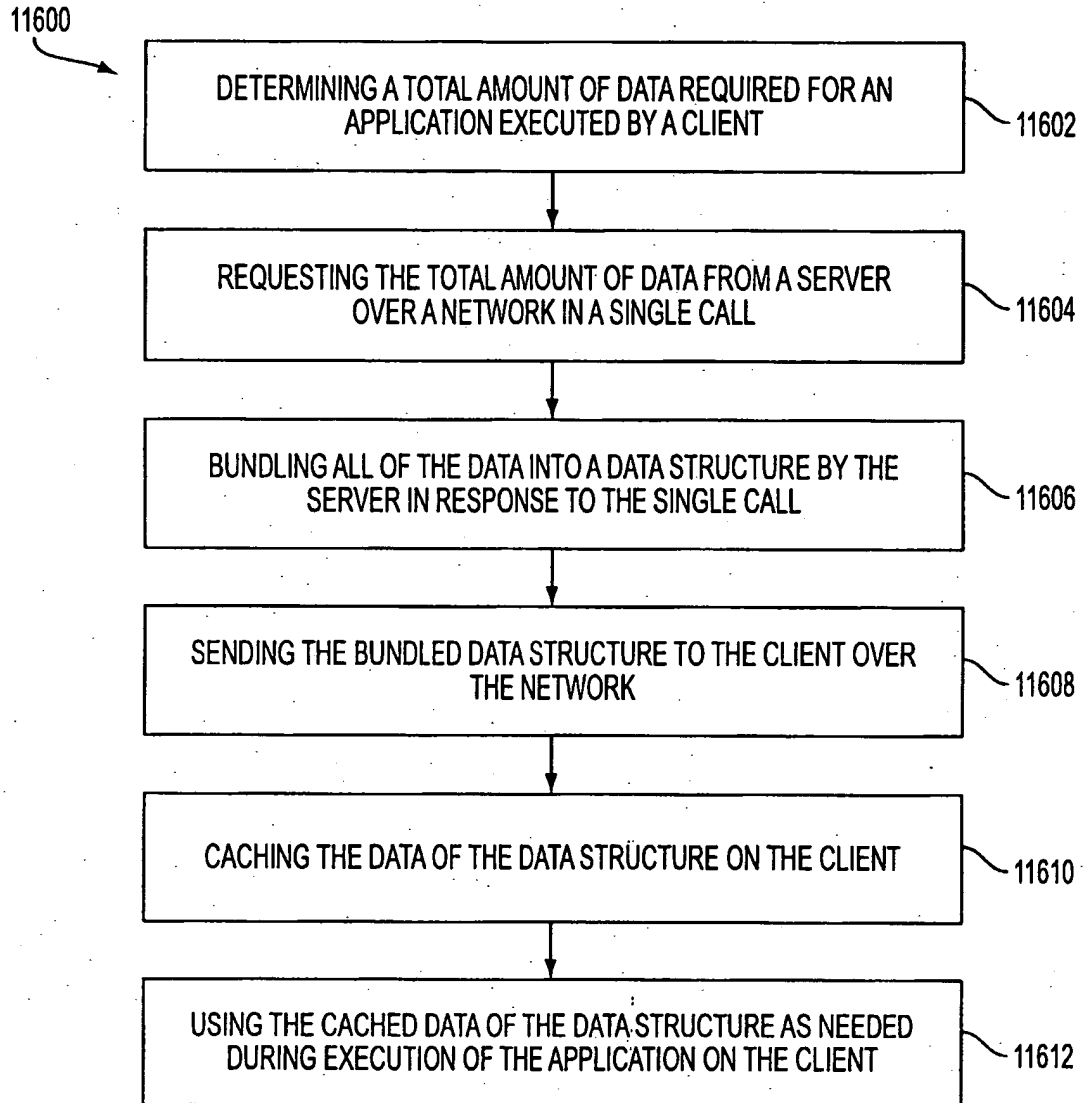 11600
DETERMINING A TOTAL AMOUNT OF DATA REQUIRED FOR AN
APPLICATION EXECUTED BY A CLIENT
11602
REQUESTING THE TOTAL AMOUNT OF DATA FROM A SERVER
OVER A NETWORK IN A SINGLE CALL
11604
BUNDLING ALL OF THE DATA INTO A DATA STRUCTURE BY THE
SERVER IN RESPONSE TO THE SINGLE CALL
11606
SENDING THE BUNDLED DATA STRUCTURE TO THE CLIENT OVER
THE NETWORK
11608
CACHING THE DATA OF THE DATA STRUCTURE ON THE CLIENT
11610
USING THE CACHED DATA OF THE DATA STRUCTURE AS NEEDED
DURING EXECUTION OF THE APPLICATION ON THE CLIENT
11612